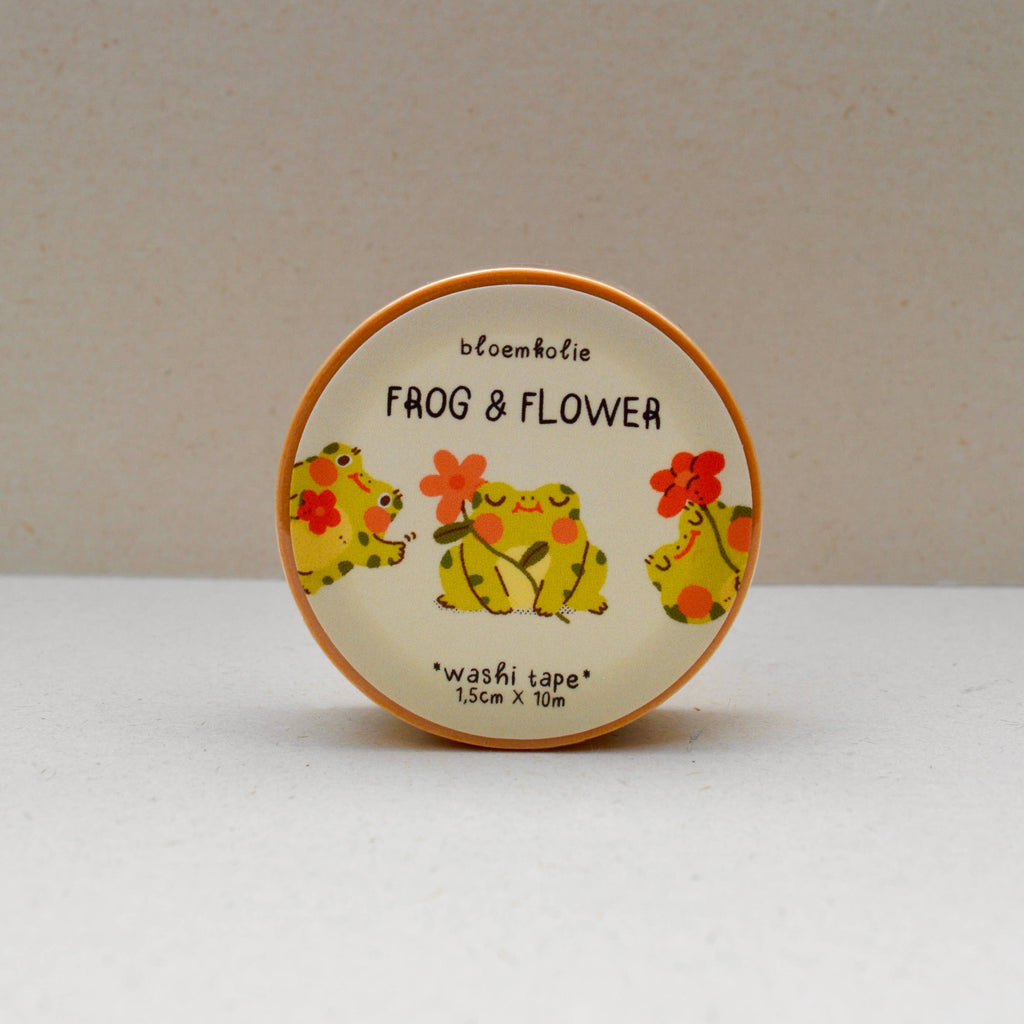 bloemkolie
FROG & FLOWER
*washi tape*
1,5cm X 10m